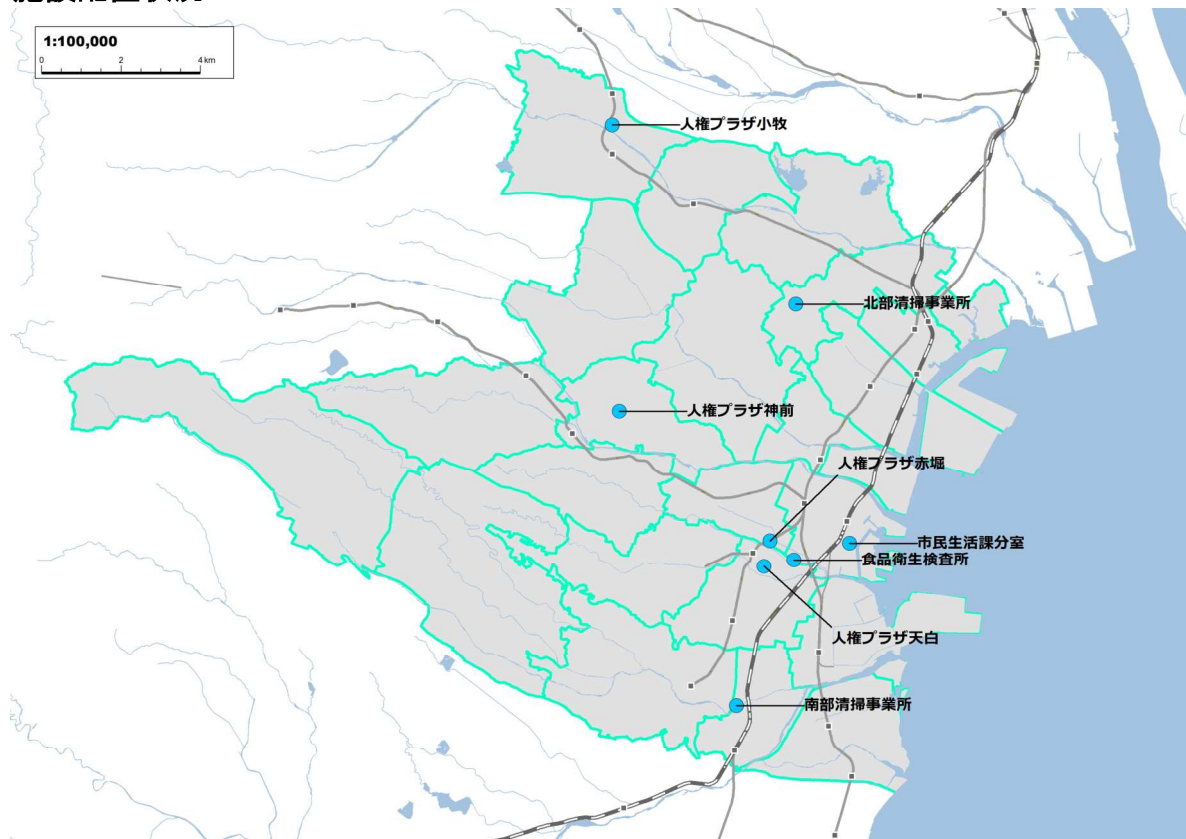 1:100,000
0 2 4 km
人権プラザ小牧
北部清掃事業所
人権プラザ神前
人権プラザ赤堀
市民生活課分室
食品衛生検査所
人権プラザ天白
南部清掃事業所